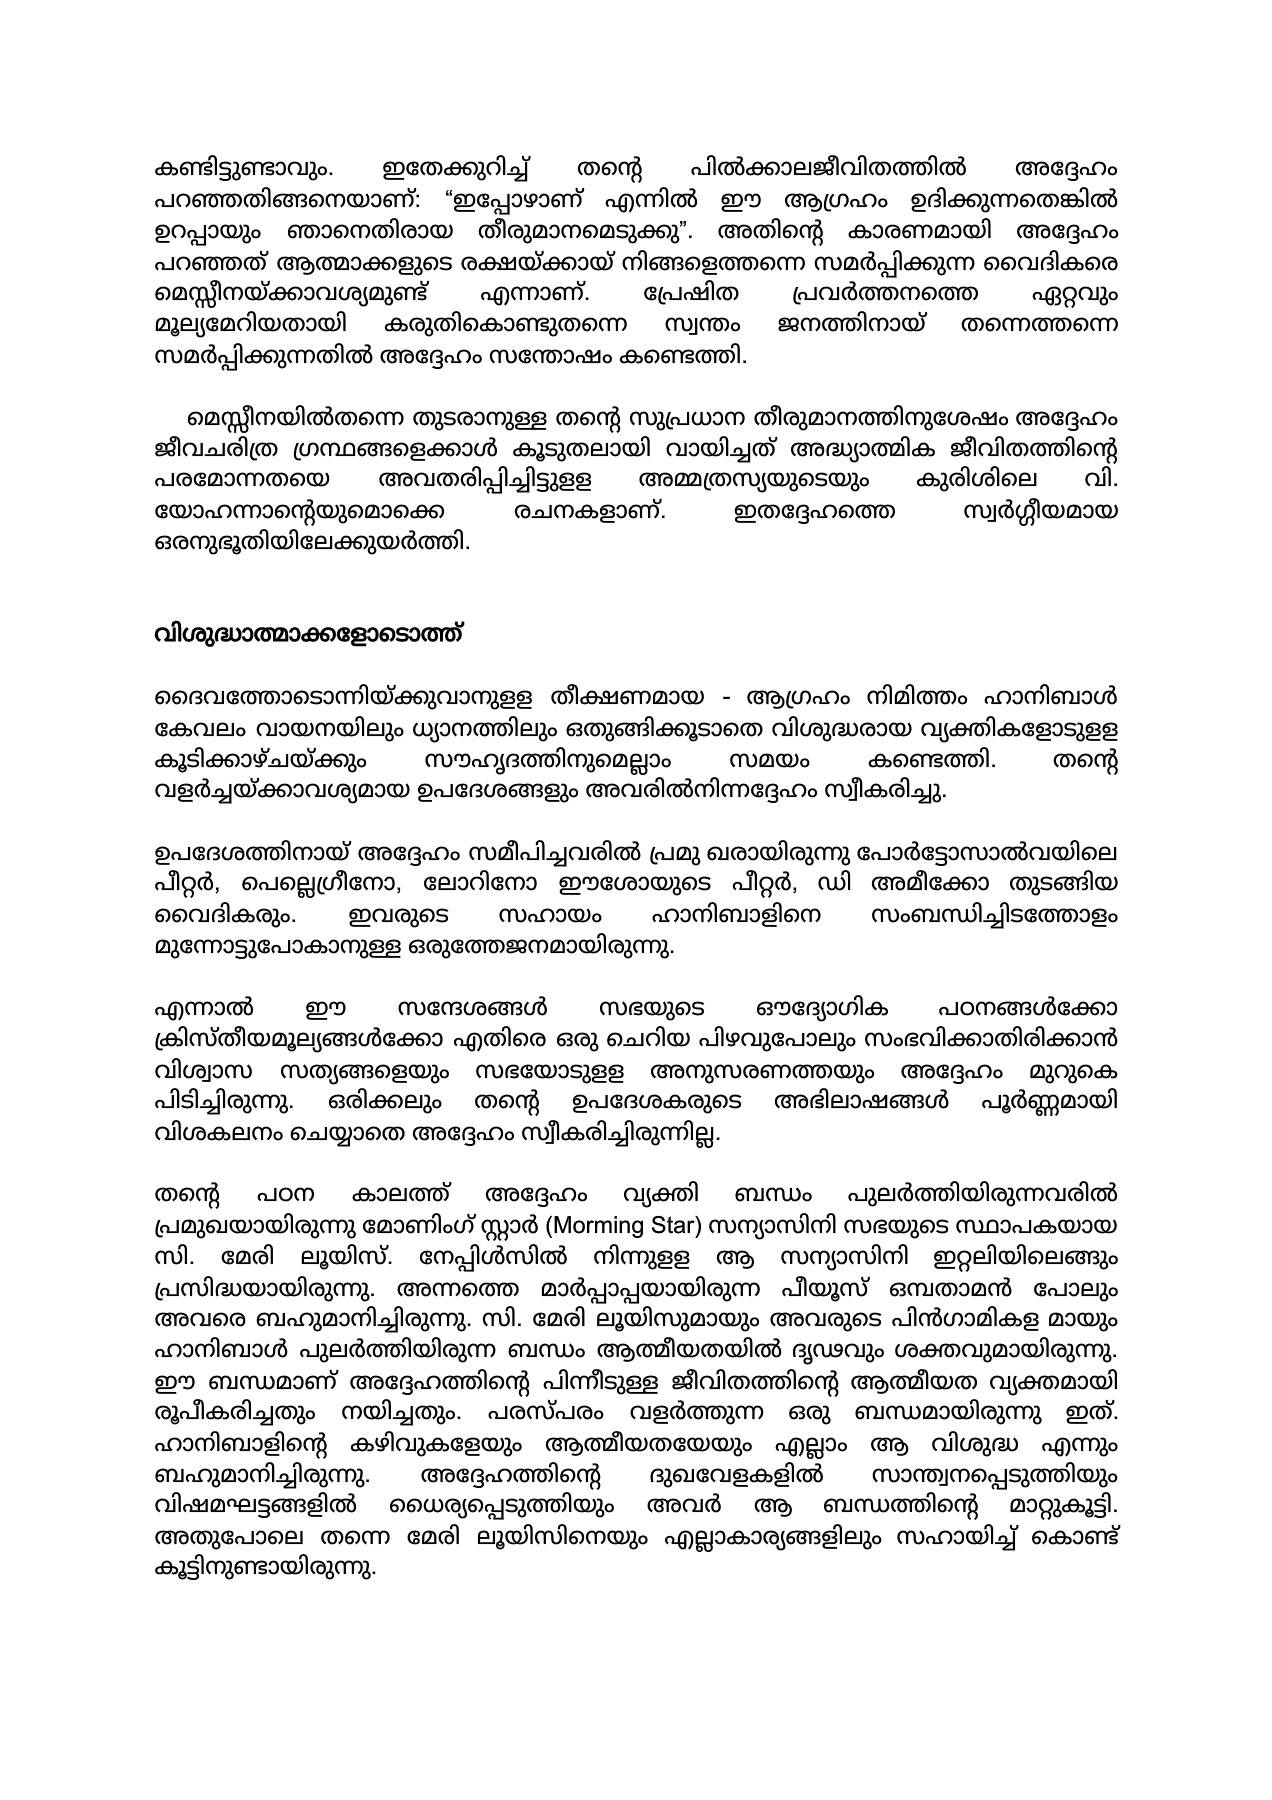 കണ്ടിട്ടുണ്ടാവും. ഇതേക്കുറിച്ച് തന്റെ പിൽക്കാലജീവിതത്തിൽ അദ്ദേഹം
പറഞ്ഞതിങ്ങനെയാണ്: “ഇപ്പോഴാണ് എന്നിൽ ഈ ആഗ്രഹം ഉദിക്കുന്നതെങ്കിൽ
ഉറപ്പായും ഞാനെതിരായ തീരുമാനമെടുക്കു”. അതിന്റെ കാരണമായി അദ്ദേഹം
പറഞ്ഞത് ആത്മാക്കളുടെ രക്ഷയ്ക്കായ് നിങ്ങളെത്തന്നെ സമർപ്പിക്കുന്ന വൈദികരെ
മെസ്സീനയ്ക്കാവശ്യമുണ്ട് എന്നാണ്. പ്രേഷിത പ്രവർത്തനത്തെ ഏറ്റവും
മൂല്യമേറിയതായി കരുതികൊണ്ടുതന്നെ സ്വന്തം ജനത്തിനായ് തന്നെത്തന്നെ
സമർപ്പിക്കുന്നതിൽ അദ്ദേഹം സന്തോഷം കണ്ടെത്തി.
മെസ്സീനയിൽതന്നെ തുടരാനുള്ള തന്റെ സുപ്രധാന തീരുമാനത്തിനുശേഷം അദ്ദേഹം
ജീവചരിത്ര ഗ്രന്ഥങ്ങളെക്കാൾ കൂടുതലായി വായിച്ചത് അദ്ധ്യാത്മിക ജീവിതത്തിന്റെ
പരമോന്നതയെ അവതരിപ്പിച്ചിട്ടുളള അമ്മത്രസ്യയുടെയും കുരിശിലെ വി.
യോഹന്നാന്റെയുമൊക്കെ രചനകളാണ്. ഇതദ്ദേഹത്തെ സ്വർഗ്ഗീയമായ
ഒരനുഭൂതിയിലേക്കുയർത്തി.
വിശുദ്ധാത്മാക്കളോടൊത്ത്
ദൈവത്തോടൊന്നിയ്ക്കുവാനുളള തീക്ഷണമായ - ആഗ്രഹം നിമിത്തം ഹാനിബാൾ
കേവലം വായനയിലും ധ്യാനത്തിലും ഒതുങ്ങിക്കൂടാതെ വിശുദ്ധരായ വ്യക്തികളോടുളള
കൂടിക്കാഴ്ചയ്ക്കും സൗഹൃദത്തിനുമെല്ലാം സമയം കണ്ടെത്തി. തന്റെ
വളർച്ചയ്ക്കാവശ്യമായ ഉപദേശങ്ങളും അവരിൽനിന്നദ്ദേഹം സ്വീകരിച്ചു.
ഉപദേശത്തിനായ് അദ്ദേഹം സമീപിച്ചവരിൽ പ്രമു ഖരായിരുന്നു പോർട്ടോസാൽവയിലെ
പീറ്റർ, പെല്ലെഗ്രീനോ, ലോറിനോ ഈശോയുടെ പീറ്റർ, ഡി അമീക്കോ തുടങ്ങിയ
വൈദികരും. ഇവരുടെ സഹായം ഹാനിബാളിനെ സംബന്ധിച്ചിടത്തോളം
മുന്നോട്ടുപോകാനുള്ള ഒരുത്തേജനമായിരുന്നു.
എന്നാൽ ഈ സന്ദേശങ്ങൾ സഭയുടെ ഔദ്യോഗിക പഠനങ്ങൾക്കോ
ക്രിസ്തീയമൂല്യങ്ങൾക്കോ എതിരെ ഒരു ചെറിയ പിഴവുപോലും സംഭവിക്കാതിരിക്കാൻ
വിശ്വാസ സത്യങ്ങളെയും സഭയോടുളള അനുസരണത്തയും അദ്ദേഹം മുറുകെ
പിടിച്ചിരുന്നു. ഒരിക്കലും തന്റെ ഉപദേശകരുടെ അഭിലാഷങ്ങൾ പൂർണ്ണമായി
വിശകലനം ചെയ്യാതെ അദ്ദേഹം സ്വീകരിച്ചിരുന്നില്ല.
തന്റെ പഠന കാലത്ത് അദ്ദേഹം വ്യക്തി ബന്ധം പുലർത്തിയിരുന്നവരിൽ
പ്രമുഖയായിരുന്നു മോണിംഗ് സ്റ്റാർ (Morming Star) സന്യാസിനി സഭയുടെ സ്ഥാപകയായ
സി. മേരി ലൂയിസ്. നേപ്പിൾസിൽ നിന്നുളള ആ സന്യാസിനി ഇറ്റലിയിലെങ്ങും
പ്രസിദ്ധയായിരുന്നു. അന്നത്തെ മാർപ്പാപ്പയായിരുന്ന പീയൂസ് ഒമ്പതാമൻ പോലും
അവരെ ബഹുമാനിച്ചിരുന്നു. സി. മേരി ലൂയിസുമായും അവരുടെ പിൻഗാമികള മായും
ഹാനിബാൾ പുലർത്തിയിരുന്ന ബന്ധം ആത്മീയതയിൽ ദൃഢവും ശക്തവുമായിരുന്നു.
ഈ ബന്ധമാണ് അദ്ദേഹത്തിന്റെ പിന്നീടുള്ള ജീവിതത്തിന്റെ ആത്മീയത വ്യക്തമായി
രൂപീകരിച്ചതും നയിച്ചതും. പരസ്പരം വളർത്തുന്ന ഒരു ബന്ധമായിരുന്നു ഇത്.
ഹാനിബാളിന്റെ കഴിവുകളേയും ആത്മീയതയേയും എല്ലാം ആ വിശുദ്ധ എന്നും
ബഹുമാനിച്ചിരുന്നു. അദ്ദേഹത്തിന്റെ ദുഖവേളകളിൽ സാന്ത്വനപ്പെടുത്തിയും
വിഷമഘട്ടങ്ങളിൽ ധൈര്യപ്പെടുത്തിയും അവർ ആ ബന്ധത്തിന്റെ മാറ്റുകൂട്ടി.
അതുപോലെ തന്നെ മേരി ലൂയിസിനെയും എല്ലാകാര്യങ്ങളിലും സഹായിച്ച് കൊണ്ട്
കൂട്ടിനുണ്ടായിരുന്നു.